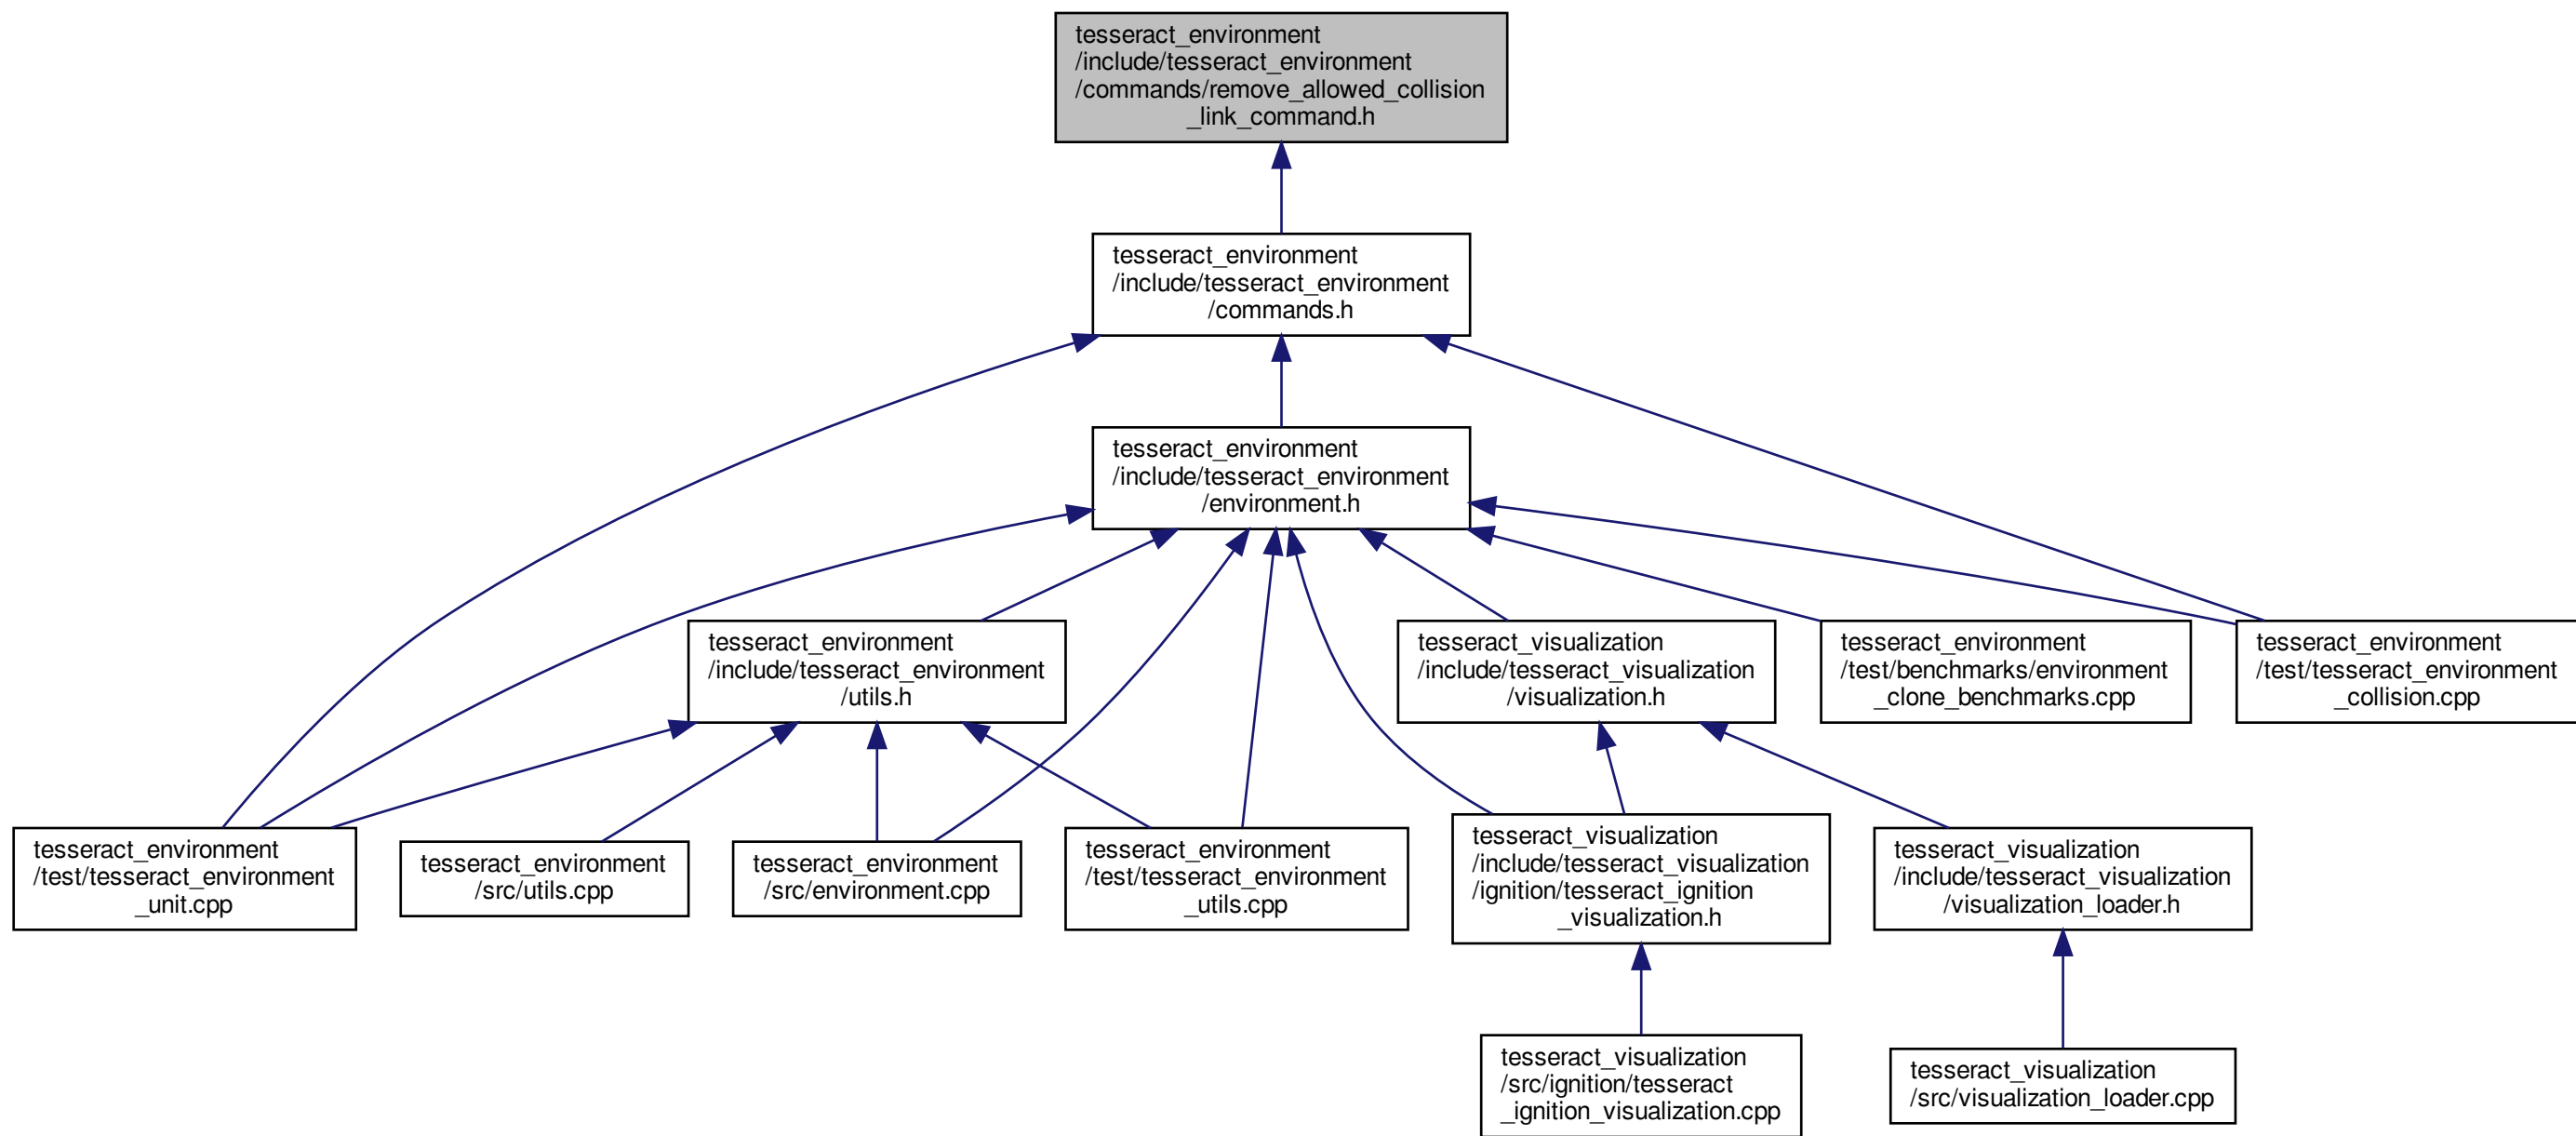 tesseract_environment
/include/tesseract_environment
/commands/remove_allowed_collision
_link_command.h
tesseract_environment
/include/tesseract_environment
/commands.h
tesseract_environment
/include/tesseract_environment
/environment.h
tesseract_environment
/include/tesseract_environment
/utils.h
tesseract_visualization
/include/tesseract_visualization
/visualization.h
tesseract_environment
/test/benchmarks/environment
_clone_benchmarks.cpp
tesseract_environment
/test/tesseract_environment
_collision.cpp
tesseract_environment
/test/tesseract_environment
_unit.cpp
tesseract_environment
/src/utils.cpp
tesseract_environment
/src/environment.cpp
tesseract_environment
/test/tesseract_environment
_utils.cpp
tesseract_visualization
/include/tesseract_visualization
/ignition/tesseract_ignition
_visualization.h
tesseract_visualization
/include/tesseract_visualization
/visualization_loader.h
tesseract_visualization
/src/ignition/tesseract
_ignition_visualization.cpp
tesseract_visualization
/src/visualization_loader.cpp